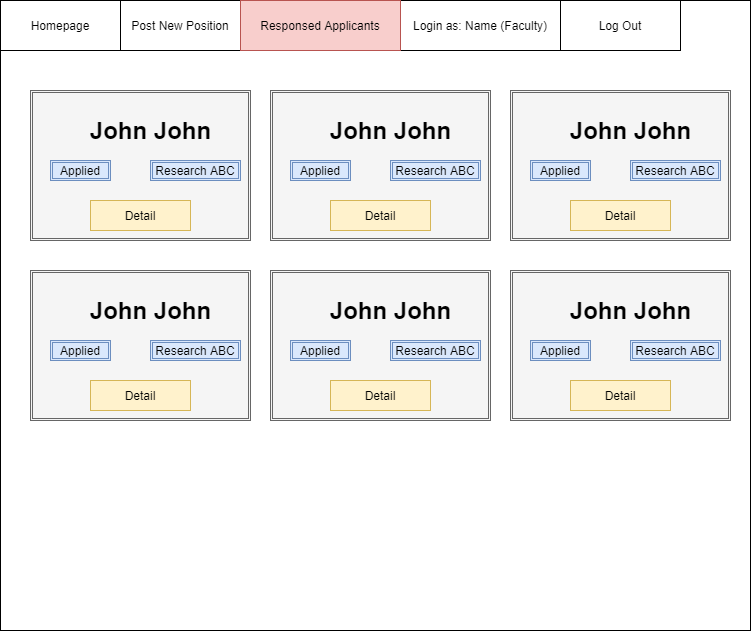 Homepage
Post New Position
Responsed Applicants
Login as: Name (Faculty)
Log Out
John John
Applied
Research ABC
Detail
John John
Applied
Research ABC
Detail
John John
Applied
Research ABC
Detail
John John
Applied
Research ABC
Detail
John John
Applied
Research ABC
Detail
John John
Applied
Research ABC
Detail